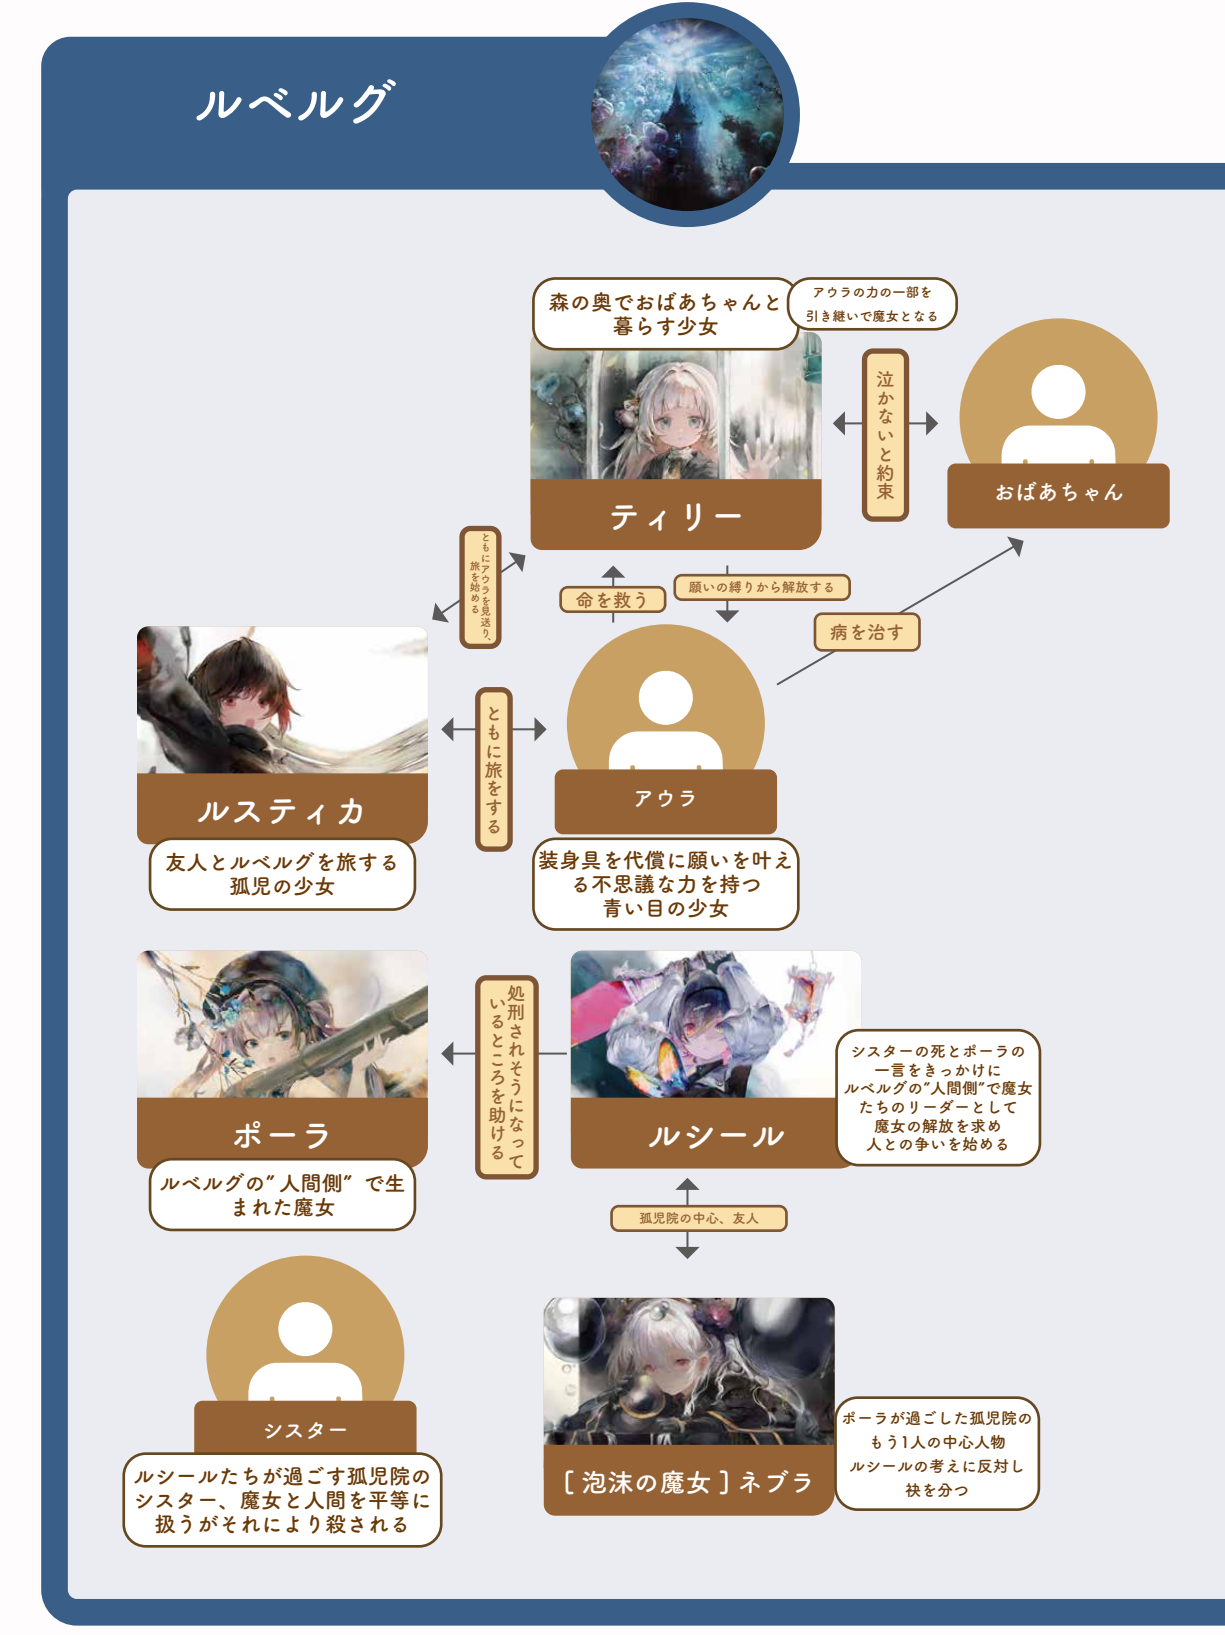 ルベルグ
森の奥でおばあちゃんと
暮らす少女
アウラの力の一部を
引き継いで魔女となる
泣かないと約束
おばあちゃん
ティリー
ともにアウラを見送り、
旅を始める
命を救う
願いの縛りから解放する
病を治す
ともに旅をする
ルスティカ
アウラ
友人とルベルグを旅する
孤児の少女
装身具を代償に願いを叶え
る不思議な力を持つ
青い目の少女
処刑されそうになって
いるところを助ける
ポーラ
ルシール
シスターの死とポーラの
一言をきっかけに
ルベルグの”人間側”で魔女
たちのリーダーとして
魔女の解放を求め
人との争いを始める
ルベルグの”人間側” で生
まれた魔女
孤児院の中心、友人
シスター
ルシールたちが過ごす孤児院の
シスター、魔女と人間を平等に
扱うがそれにより殺される
[ 泡沫の魔女 ] ネブラ
ポーラが過ごした孤児院の
もう1人の中心人物
ルシールの考えに反対し
袂を分つ